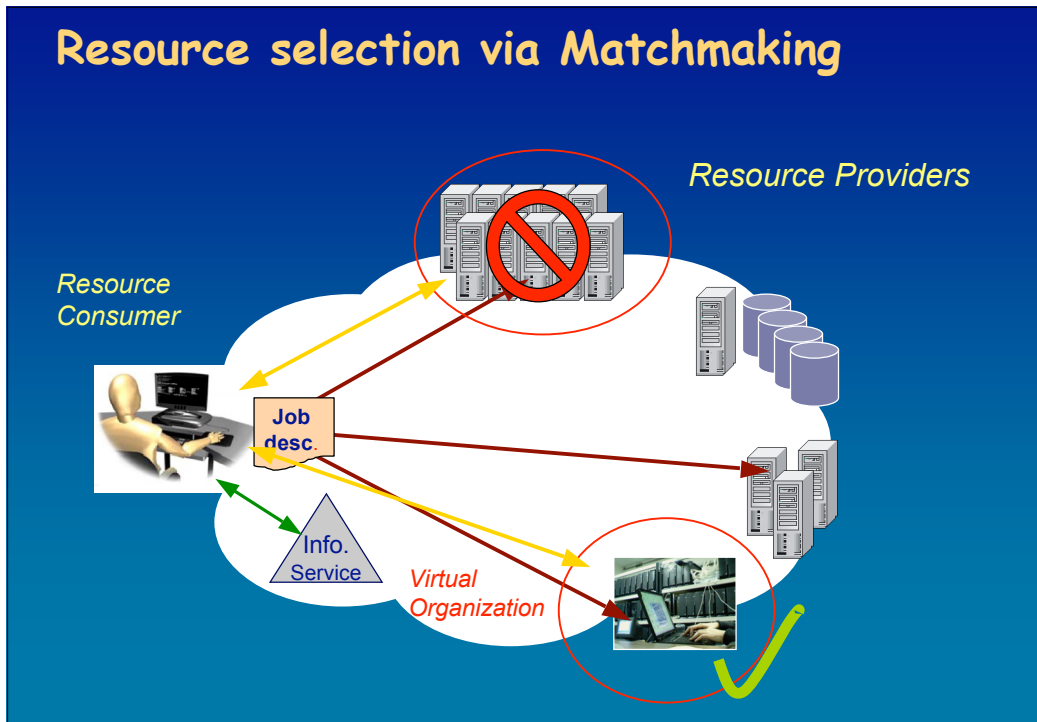 Resource selection via Matchmaking
Resource Providers
Resource
Consumer
Job
desc.
Info.
Service
Virtual
Organization